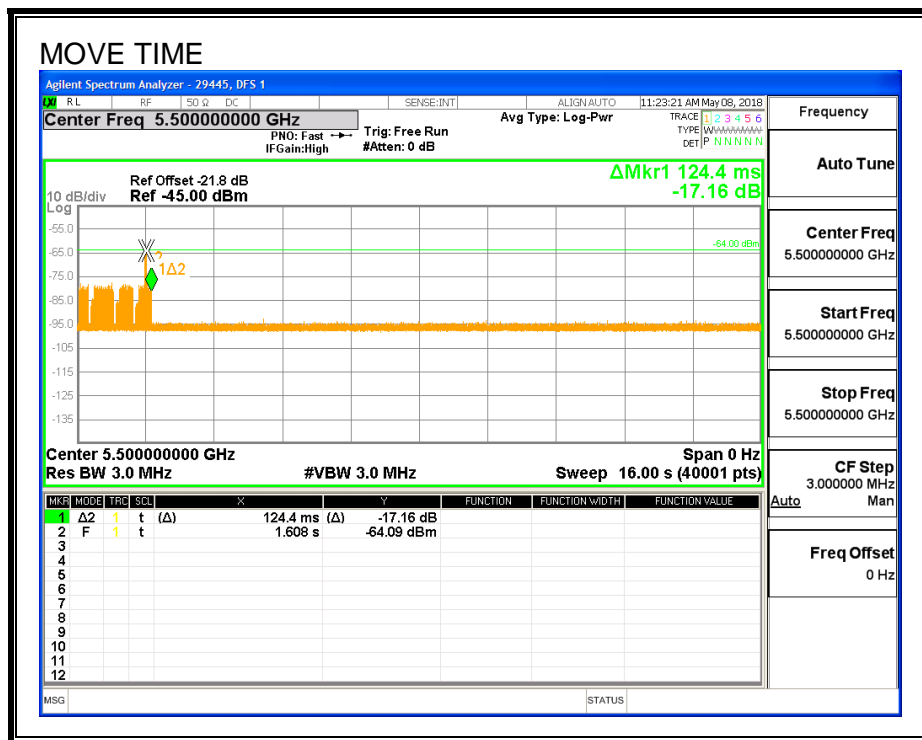 MOVE TIME
Agilent Spectrum Analyzer - 29445, DFS 1
LXI RL RF 50 Ω DC SENSE:INT ALIGN AUTO 11:23:21 AM May 08, 2018
Center Freq 5.500000000 GHz Avg Type: Log-Pwr TRACE 1 2 3 4 5 6
PNO: Fast Trig: Free Run TYPE WWWWWW
IFGain:High #Atten: 0 dB DET P N N N N N
ΔMkr1 124.4 ms
-17.16 dB
Ref Offset -21.8 dB
10 dB/div Ref -45.00 dBm
Log
-55.0
-64.00 dBm
-65.0
2
1Δ2
-75.0
-85.0
-95.0
-105
-115
-125
-135
Center 5.500000000 GHz Span 0 Hz
Res BW 3.0 MHz #VBW 3.0 MHz Sweep 16.00 s (40001 pts)
MKR MODE TRC SCL X Y FUNCTION FUNCTION WIDTH FUNCTION VALUE
1 Δ2 1 t (Δ) 124.4 ms (Δ) -17.16 dB
2 F 1 t 1.608 s -64.09 dBm
3
4
5
6
7
8
9
10
11
12
MSG STATUS
Frequency
Auto Tune
Center Freq
5.500000000 GHz
Start Freq
5.500000000 GHz
Stop Freq
5.500000000 GHz
CF Step
3.000000 MHz
Auto Man
Freq Offset
0 Hz